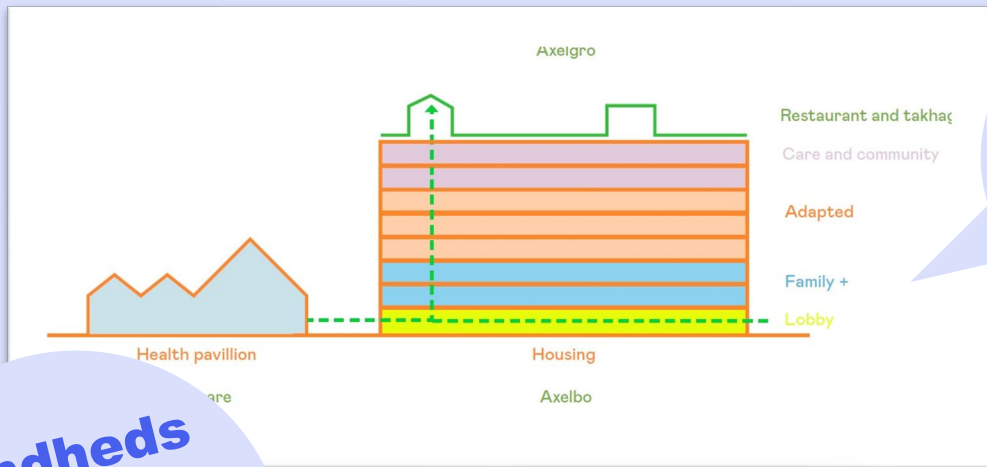 Axelgro
Restaurant and takhag
Care and community
Adapted
Family +
Lobby
Health pavillion
Housing
are
Axelbo
dheds